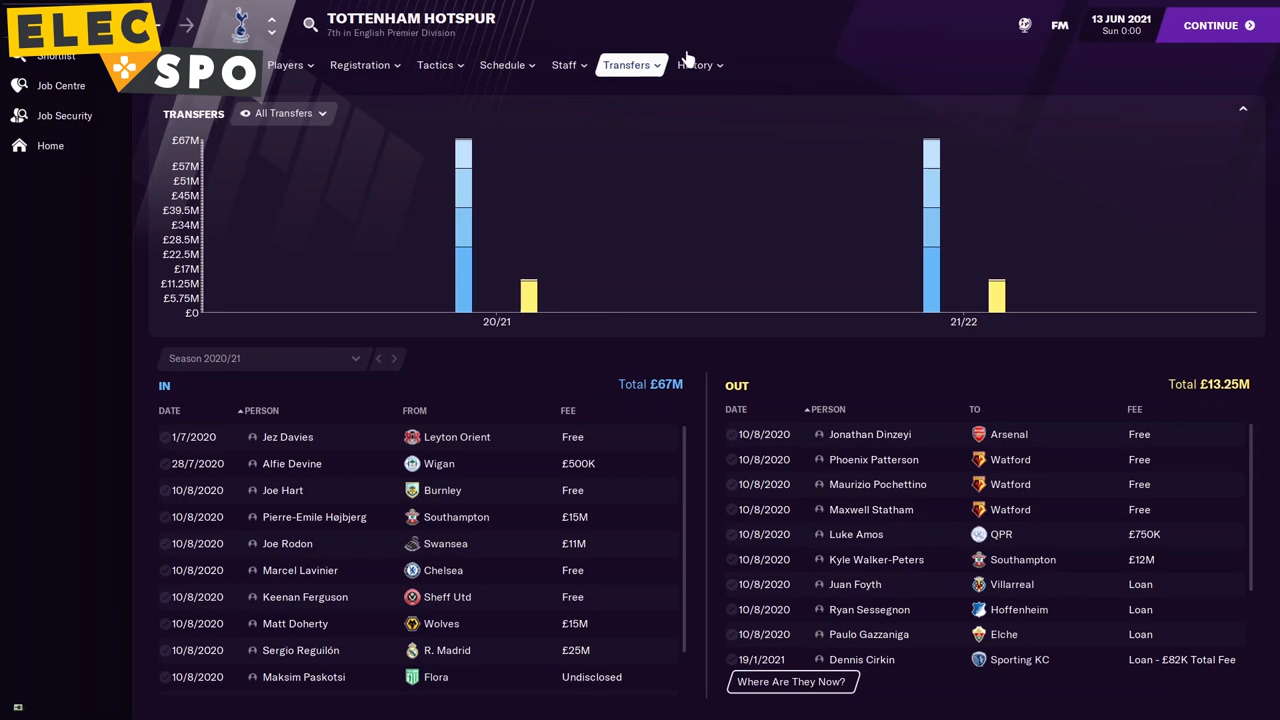 ELEC
SPO
TOTTENHAM HOTSPUR
7th in English Premier Division
FM
13 JUN 2021
Sun 0:00
CONTINUE
Shortlist
Job Centre
Job Security
Home
Players
Registration
Tactics
Schedule
Staff
Transfers
TRANSFERS
All Transfers
£67M
£57M
£51M
£45M
£39.5M
£34M
£28.5M
£22.5M
£17M
£11.25M
£5.75M
£0
20/21
21/22
Season 2020/21
IN
Total £67M
DATE PERSON FROM FEE
1/7/2020 Jez Davies Leyton Orient Free
28/7/2020 Alfie Devine Wigan £500K
10/8/2020 Joe Hart Burnley Free
10/8/2020 Pierre-Emile Højbjerg Southampton £15M
10/8/2020 Joe Rodon Swansea £11M
10/8/2020 Marcel Lavinier Chelsea Free
10/8/2020 Keenan Ferguson Sheff Utd Free
10/8/2020 Matt Doherty Wolves £15M
10/8/2020 Sergio Reguilón R. Madrid £25M
10/8/2020 Maksim Paskotsi Flora Undisclosed
OUT
Total £13.25M
DATE PERSON TO FEE
10/8/2020 Jonathan Dinzeyi Arsenal Free
10/8/2020 Phoenix Patterson Watford Free
10/8/2020 Maurizio Pochettino Watford Free
10/8/2020 Maxwell Statham Watford Free
10/8/2020 Luke Amos QPR £750K
10/8/2020 Kyle Walker-Peters Southampton £12M
10/8/2020 Juan Foyth Villarreal Loan
10/8/2020 Ryan Sessegnon Hoffenheim Loan
10/8/2020 Paulo Gazzaniga Elche Loan
19/1/2021 Dennis Cirkin Sporting KC Loan - £82K Total Fee
Where Are They Now?